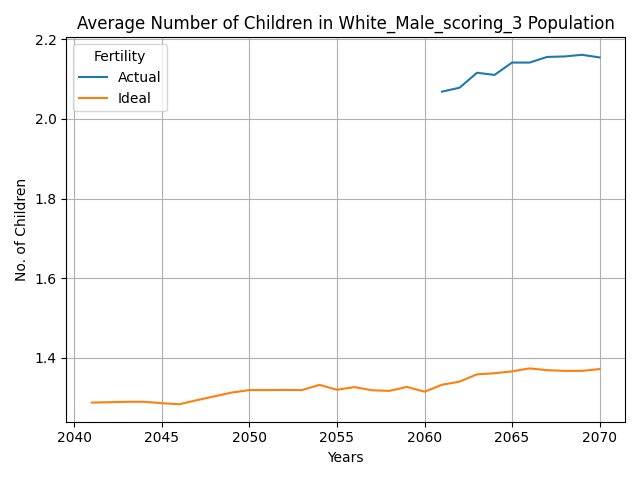 Average Number of Children in White_Male_scoring_3 Population
Fertility
Actual
Ideal
No. of Children
2.2
2.0
1.8
1.6
1.4
2040 2045 2050 2055 2060 2065 2070
Years